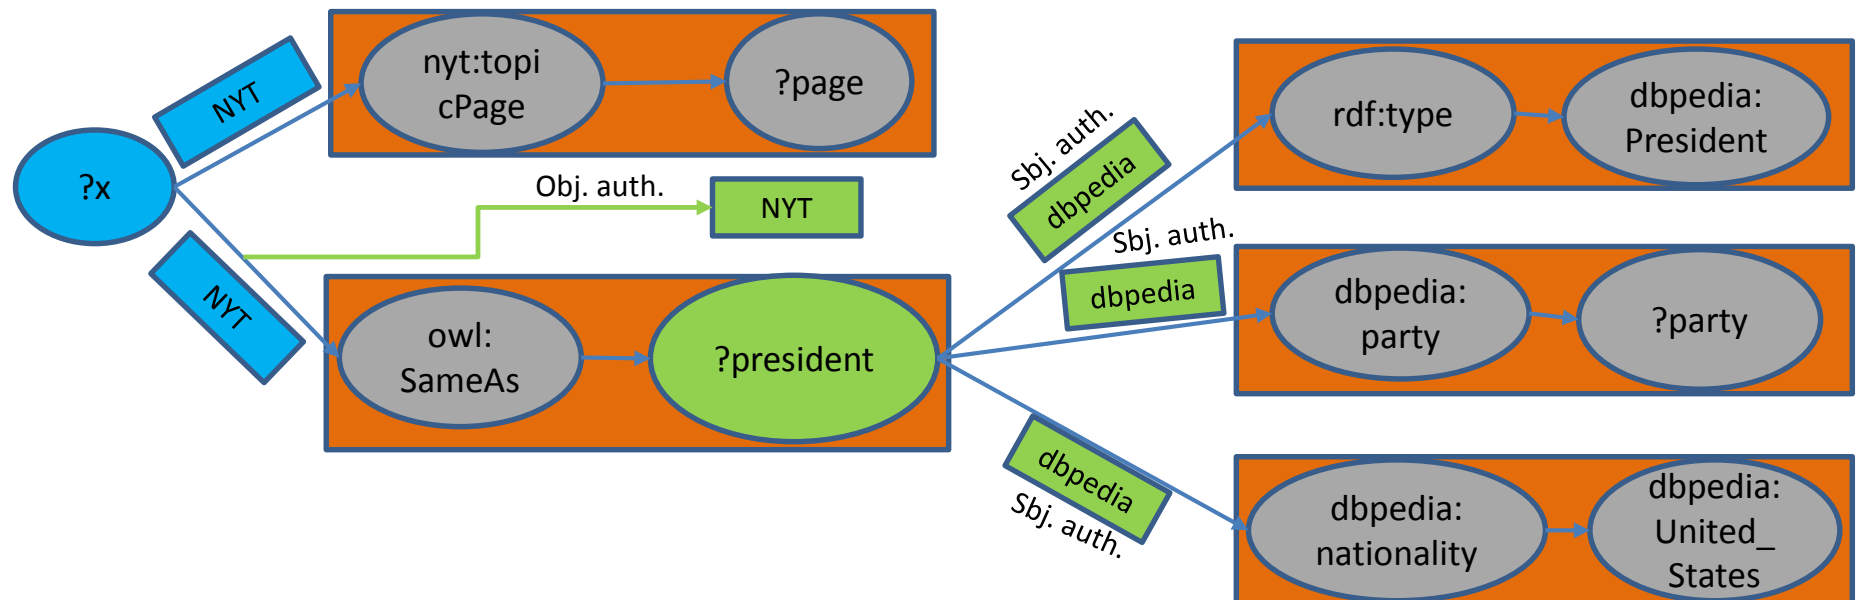 ?x
NYT
nyt:topi
cPage
?page
Obj. auth.
NYT
NYT
owl:
SameAs
?president
Sbj. auth.
dbpedia
Sbj. auth.
dbpedia
dbpedia
Sbj. auth.
rdf:type
dbpedia:
President
dbpedia:
party
?party
dbpedia:
nationality
dbpedia:
United_
States